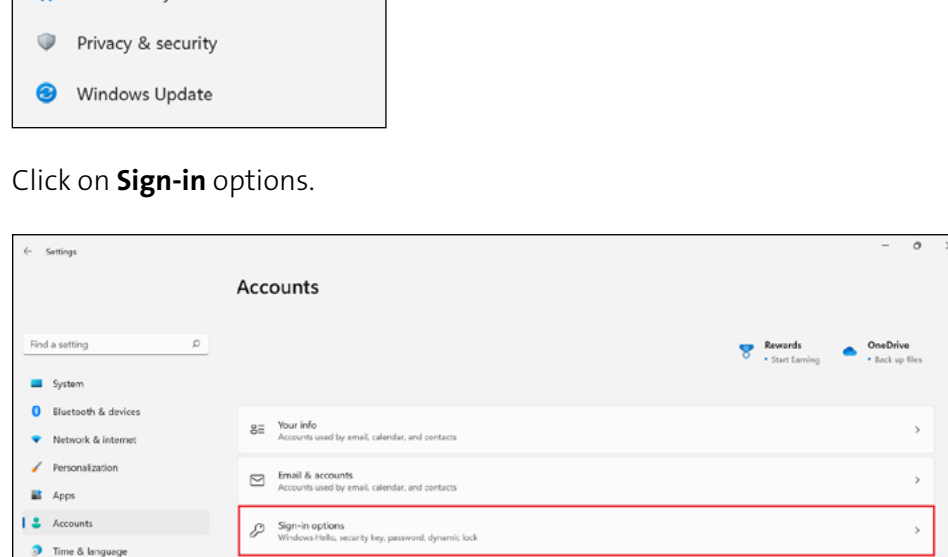 Privacy & security
Windows Update
Click on Sign-in options.
Settings
Accounts
Find a setting
Rewards
• Start Earning
OneDrive
• Back up files
System
Bluetooth & devices
Network & internet
Personalization
Apps
Accounts
Time & language
Your info
Accounts used by email, calendar, and contacts
Email & accounts
Accounts used by email, calendar, and contacts
Sign-in options
Windows Hello, security key, password, dynamic lock